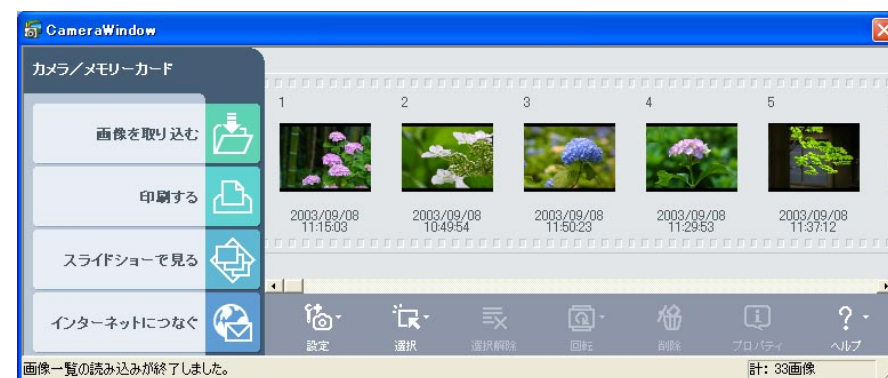 CameraWindow
カメラ／メモリーカード
画像を取り込む
印刷する
スライドショーで見る
インターネットにつなぐ
1 2 3 4 5
2003/09/08 2003/09/08 2003/09/08 2003/09/08 2003/09/08
11:15:03 10:49:54 11:50:23 11:29:53 11:37:12
設定 選択 選択解除 回転 削除 プロパティ ヘルプ
画像一覧の読み込みが終了しました。 計: 33画像